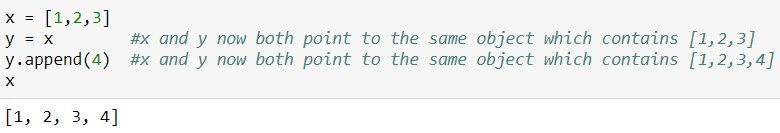 x = [1,2,3]
y = x          #x and y now both point to the same object which contains [1,2,3]
y.append(4)  #x and y now both point to the same object which contains [1,2,3,4]
x
[1, 2, 3, 4]